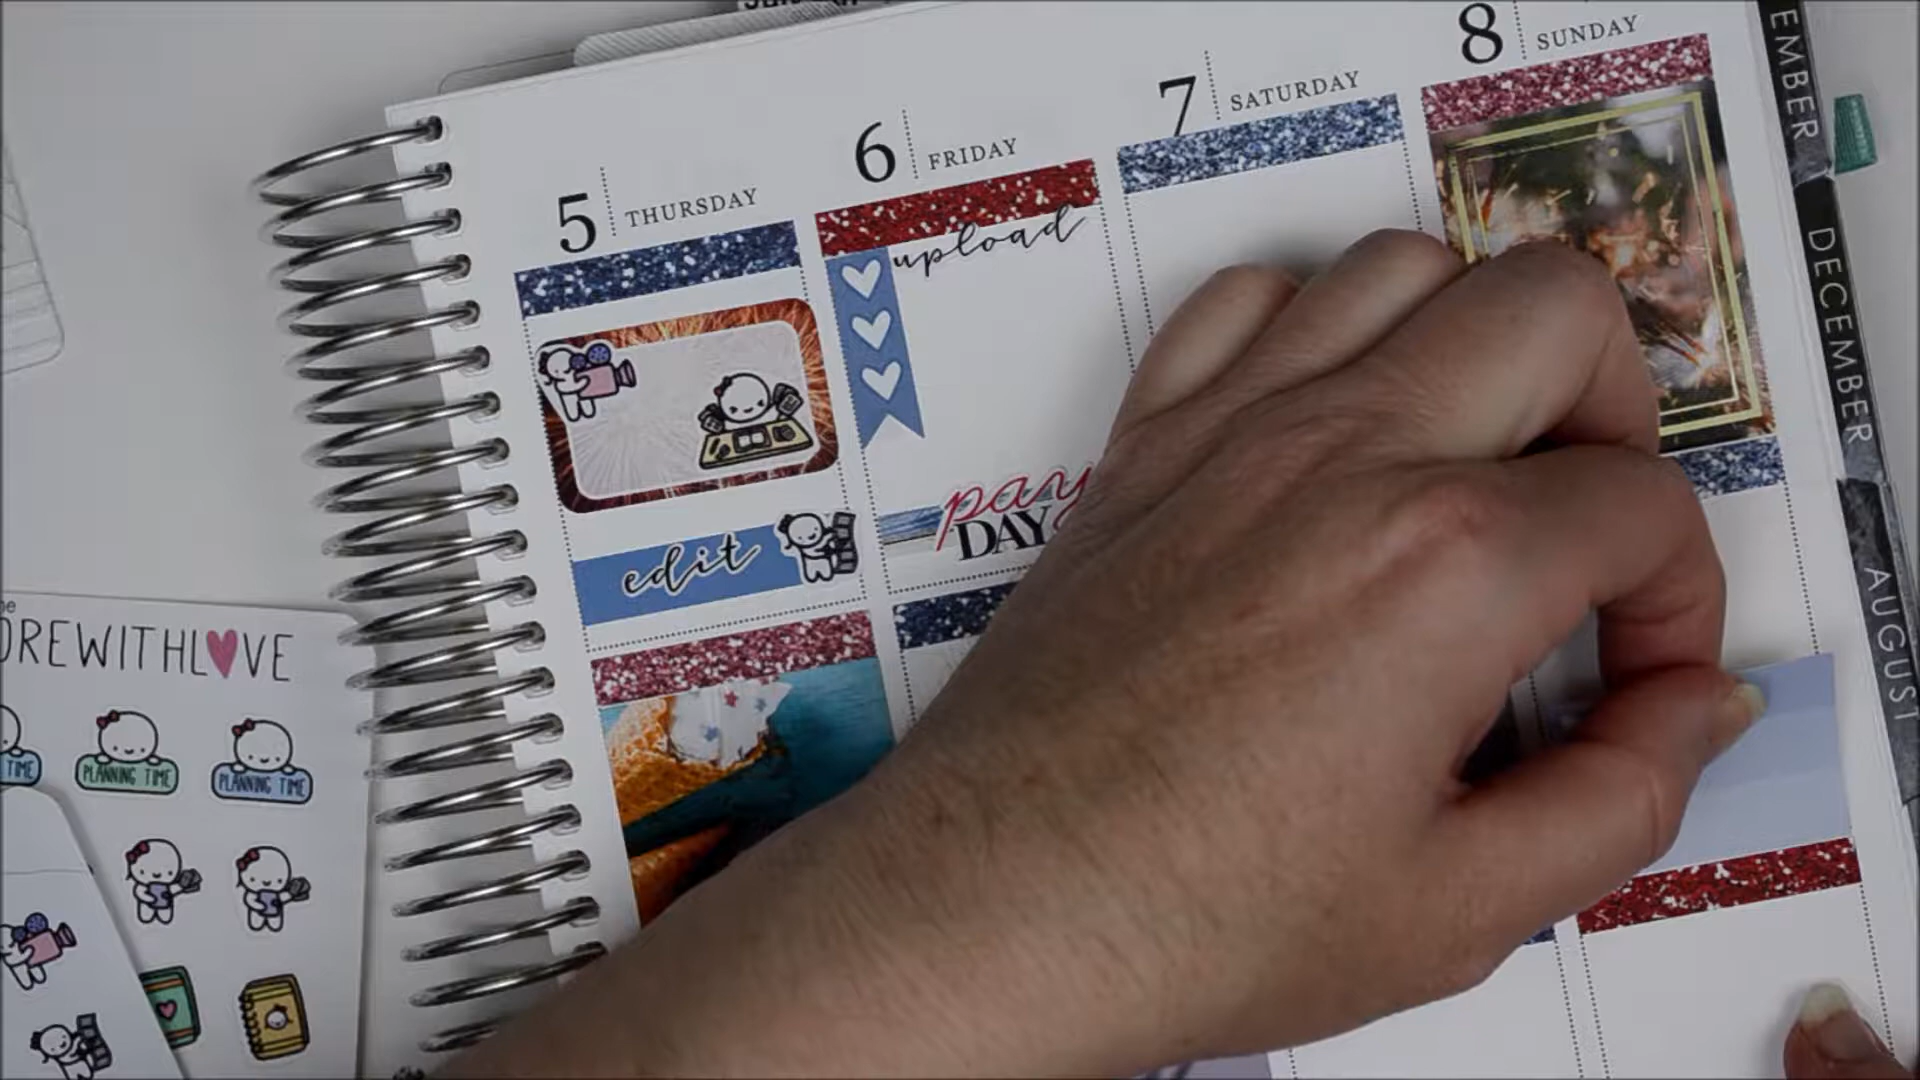 8 SUNDAY
7 SATURDAY
6 FRIDAY
5 THURSDAY
upload
pay
DAY
edit
EMBER
DECEMBER
AUGUST
OREWITHLOVE
TIME
PLANNING TIME
PLANNING TIME